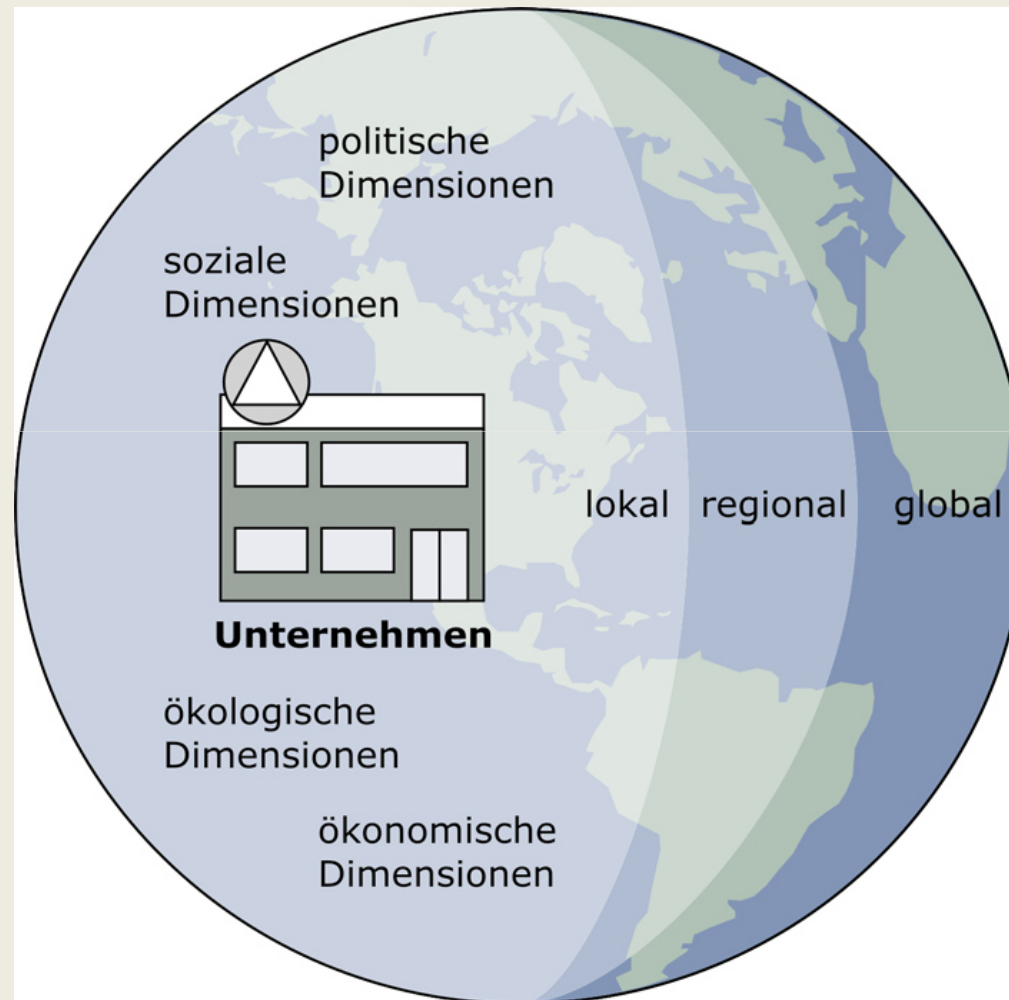 politische
Dimensionen
soziale
Dimensionen
lokal regional global
Unternehmen
ökologische
Dimensionen
ökonomische
Dimensionen